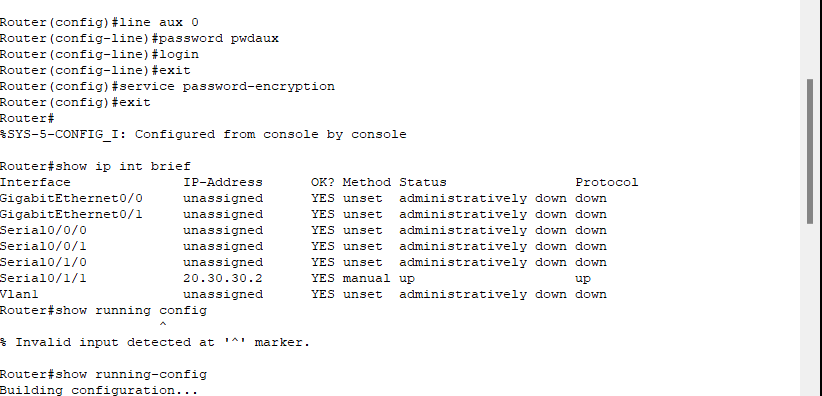 Router(config)#line aux 0
Router(config-line)#password pwdaux
Router(config-line)#login
Router(config-line)#exit
Router(config)#service password-encryption
Router(config)#exit
Router#
%SYS-5-CONFIG_I: Configured from console by console
Router#show ip int brief
Interface IP-Address OK? Method Status Protocol
GigabitEthernet0/0 unassigned YES unset administratively down down
GigabitEthernet0/1 unassigned YES unset administratively down down
Serial0/0/0 unassigned YES unset administratively down down
Serial0/0/1 unassigned YES unset administratively down down
Serial0/1/0 unassigned YES unset administratively down down
Serial0/1/1 20.30.30.2 YES manual up up
Vlan1 unassigned YES unset administratively down down
Router#show running config
^
% Invalid input detected at '^' marker.
Router#show running-config
Building configuration...